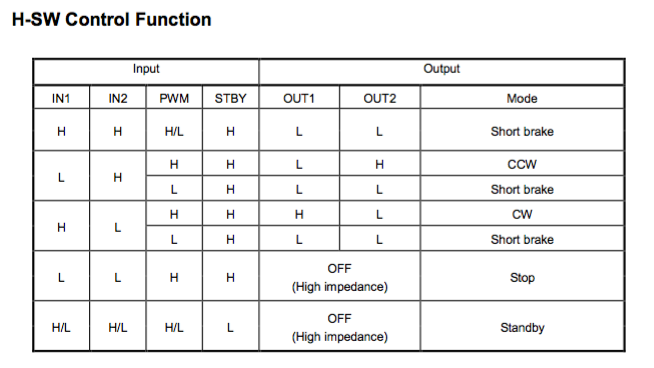 H-SW Control Function
Input Output
IN1 IN2 PWM STBY OUT1 OUT2 Mode
H H H/L H L L Short brake
L H H H L H CCW
L H L L Short brake
H L H H H L CW
L H L L Short brake
L L H H OFF
(High impedance) Stop
H/L H/L H/L L OFF
(High impedance) Standby